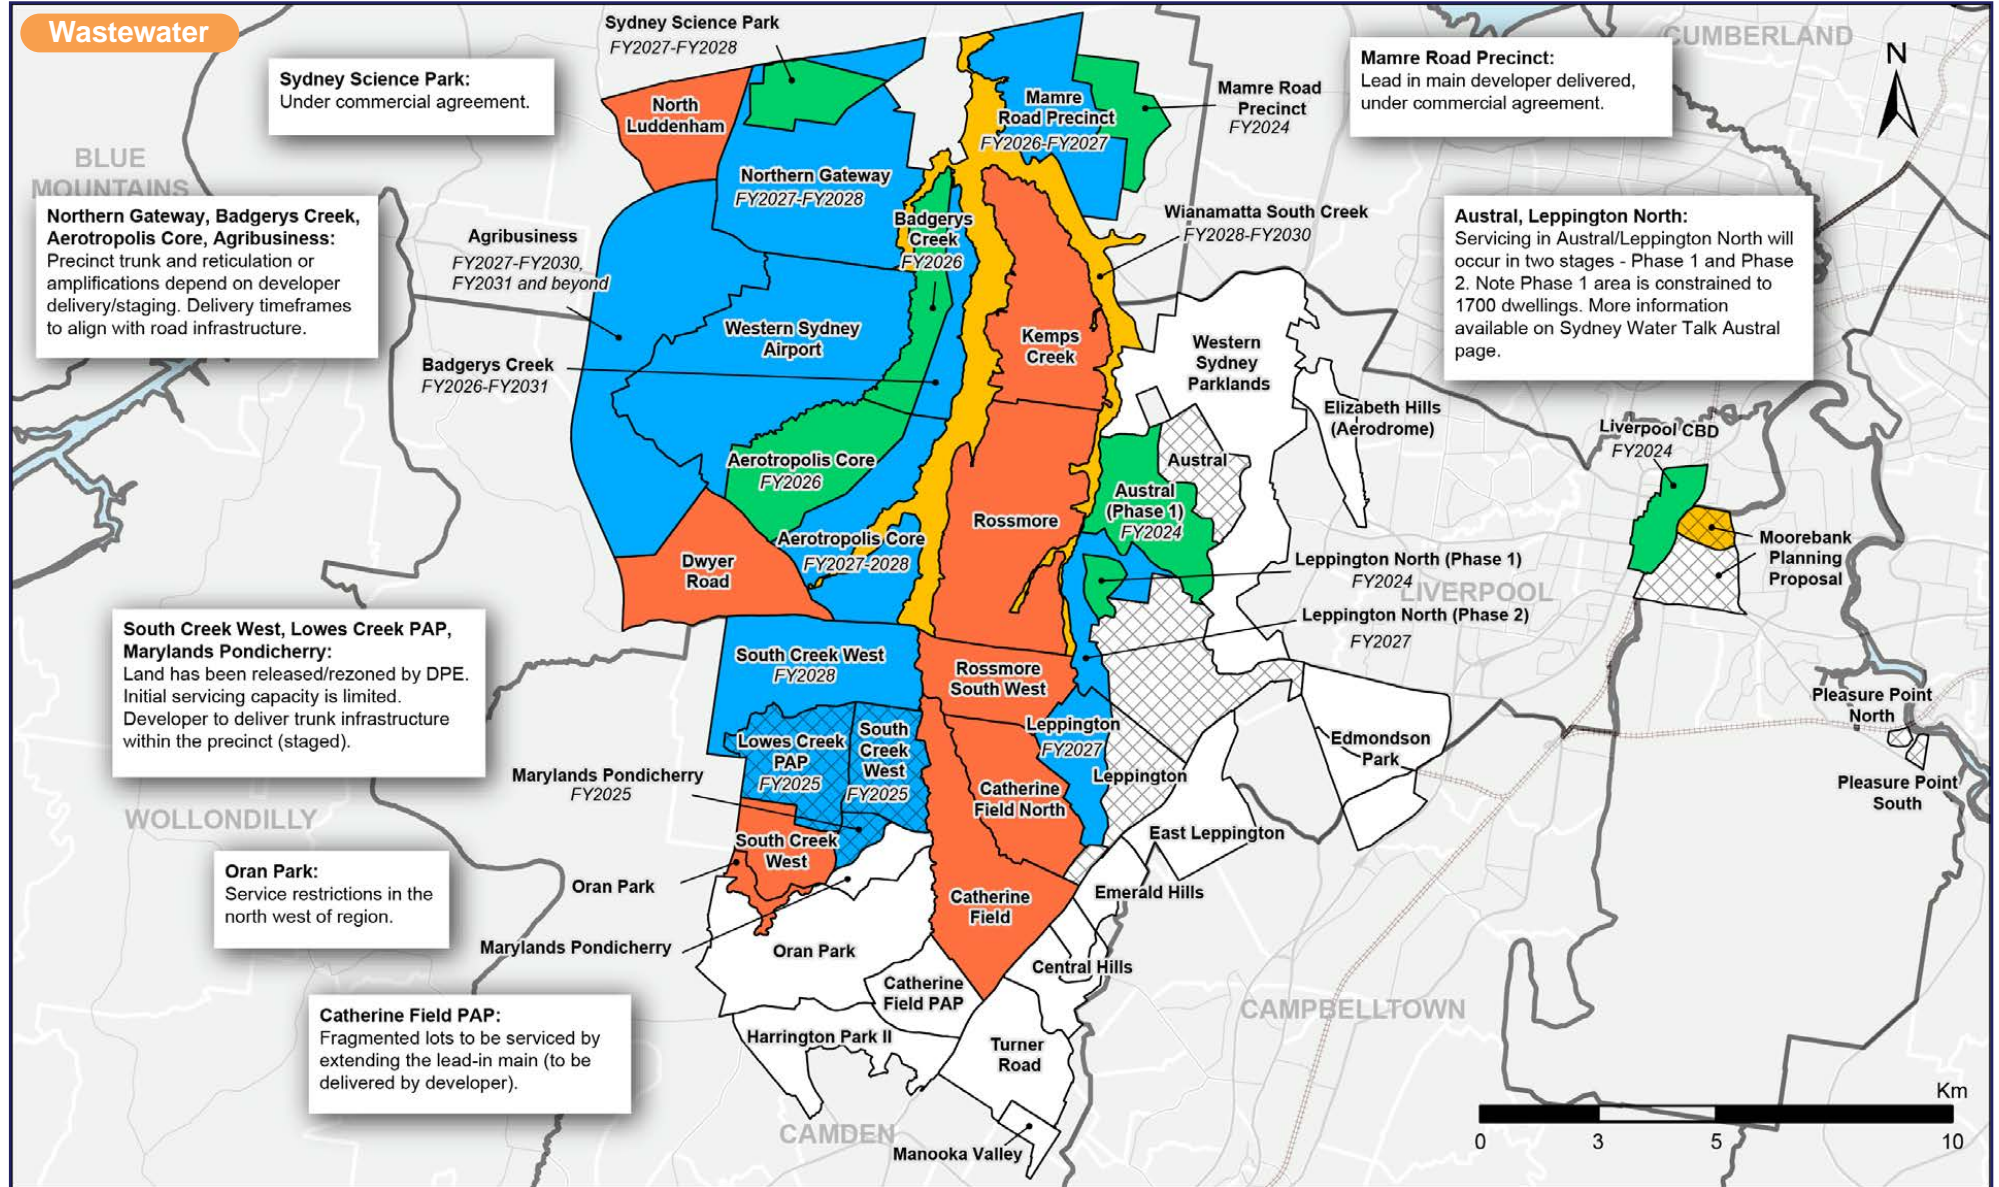 Wastewater
Sydney Science Park
FY2027-FY2028
CUMBERLAND
N
Sydney Science Park:
Under commercial agreement.
Mamre Road Precinct:
Lead in main developer delivered,
under commercial agreement.
North
Luddenham
Mamre
Road Precinct
FY2026-FY2027
Mamre Road
Precinct
FY2024
BLUE
MOUNTAINS
Northern Gateway
FY2027-FY2028
Northern Gateway, Badgerys Creek,
Aerotropolis Core, Agribusiness:
Precinct trunk and reticulation or
amplifications depend on developer
delivery/staging. Delivery timeframes
to align with road infrastructure.
Agribusiness
FY2027-FY2030,
FY2031 and beyond
Badgerys
Creek
FY2026
Wianamatta South Creek
FY2028-FY2030
Austral, Leppington North:
Servicing in Austral/Leppington North will
occur in two stages - Phase 1 and Phase
2. Note Phase 1 area is constrained to
1700 dwellings. More information
available on Sydney Water Talk Austral
page.
Western Sydney
Airport
Kemps
Creek
Western
Sydney
Parklands
Badgerys Creek
FY2026-FY2031
Elizabeth Hills
(Aerodrome)
Liverpool CBD
FY2024
Aerotropolis Core
FY2026
Austral
Austral
(Phase 1)
FY2024
Rossmore
Aerotropolis Core
FY2027-2028
Moorebank
Planning
Proposal
Dwyer
Road
Leppington North (Phase 1)
FY2024
LIVERPOOL
Leppington North (Phase 2)
FY2027
South Creek West, Lowes Creek PAP,
Marylands Pondicherry:
Land has been released/rezoned by DPE.
Initial servicing capacity is limited.
Developer to deliver trunk infrastructure
within the precinct (staged).
South Creek West
FY2028
Rossmore
South West
Pleasure Point
North
Lowes Creek
PAP
FY2025
South
Creek
West
FY2025
Leppington
FY2027
Leppington
Edmondson
Park
Marylands Pondicherry
FY2025
Pleasure Point
South
Catherine
Field North
WOLLONDILLY
South Creek
West
East Leppington
Oran Park:
Service restrictions in the
north west of region.
Oran Park
Emerald Hills
Catherine
Field
Marylands Pondicherry
Oran Park
Central Hills
Catherine
Field PAP
CAMPBELLTOWN
Catherine Field PAP:
Fragmented lots to be serviced by
extending the lead-in main (to be
delivered by developer).
Harrington Park II
Turner
Road
Km
CAMDEN
Manooka Valley
0 3 5 10